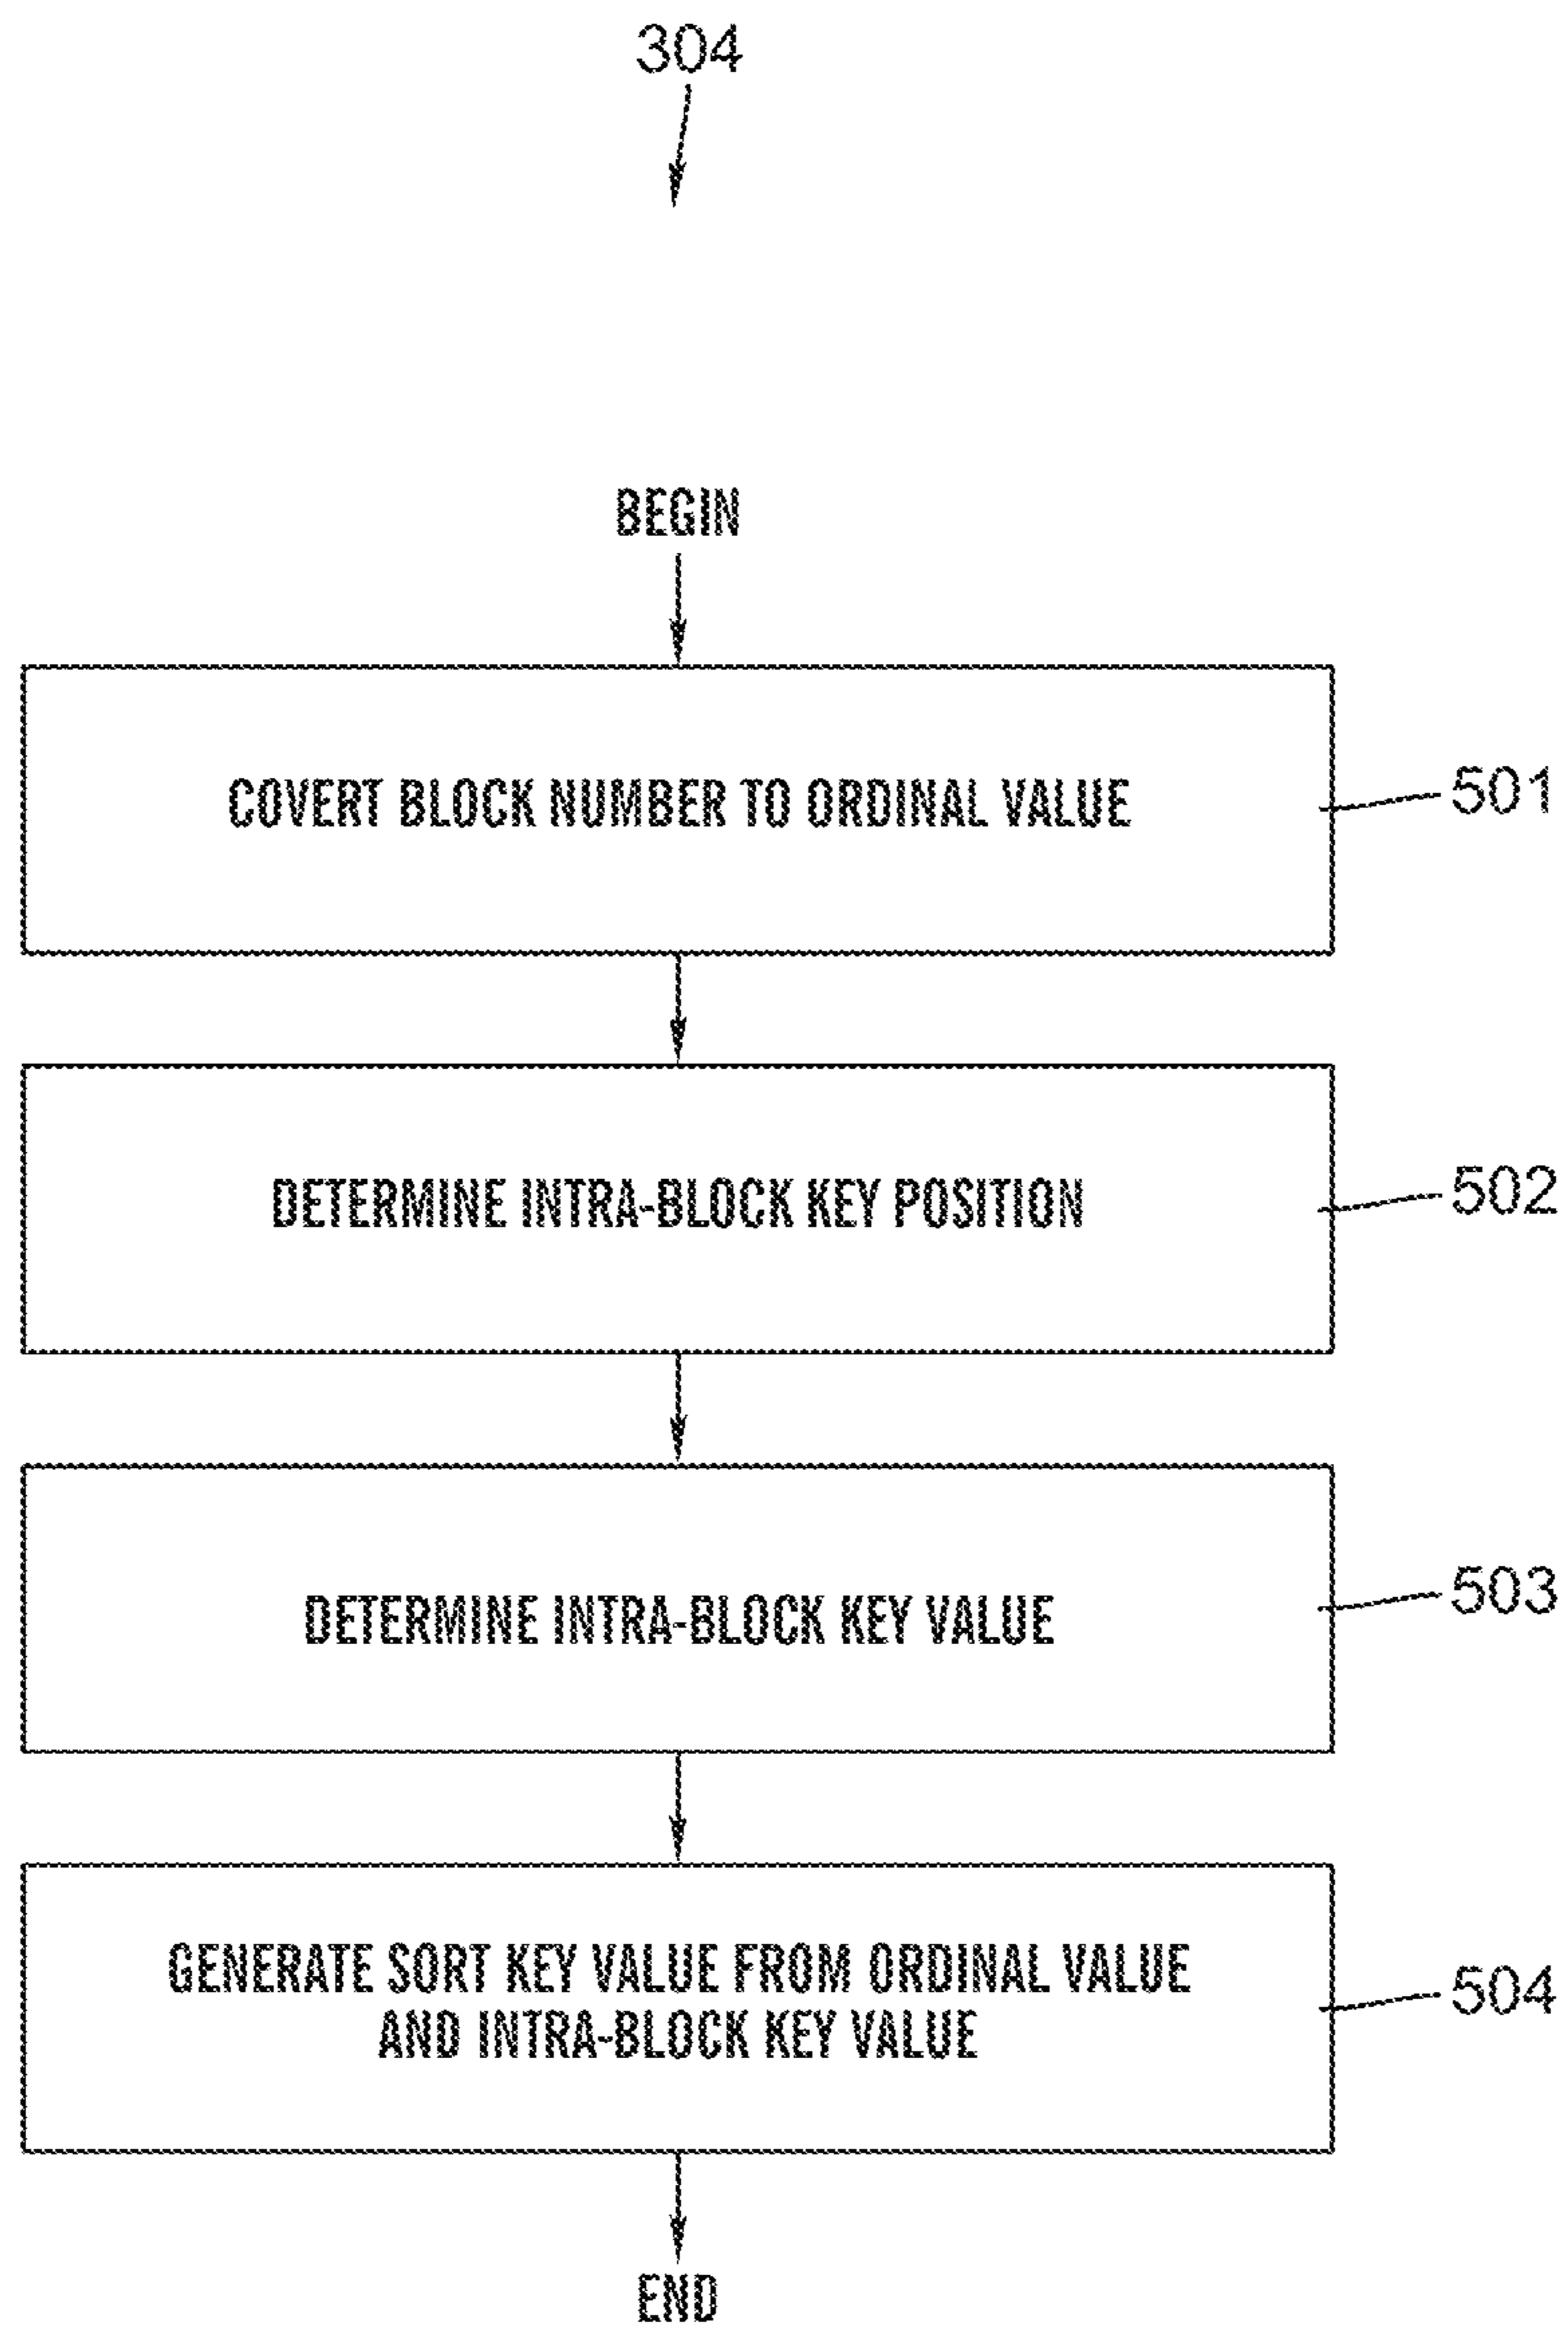 304
BEGIN
COVERT BLOCK NUMBER TO ORDINAL VALUE
501
DETERMINE INTRA-BLOCK KEY POSITION
502
DETERMINE INTRA-BLOCK KEY VALUE
503
GENERATE SORT KEY VALUE FROM ORDINAL VALUE
AND INTRA-BLOCK KEY VALUE
504
END